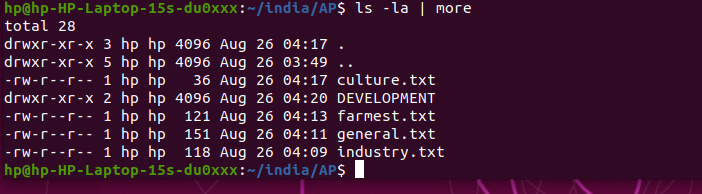 hp@hp-HP-Laptop-15s-du0xxx:~/india/AP$ ls -la | more
total 28
drwxr-xr-x 3 hp hp 4096 Aug 26 04:17 .
drwxr-xr-x 5 hp hp 4096 Aug 26 03:49 ..
-rw-r--r-- 1 hp hp   36 Aug 26 04:17 culture.txt
drwxr-xr-x 2 hp hp 4096 Aug 26 04:20 DEVELOPMENT
-rw-r--r-- 1 hp hp  121 Aug 26 04:13 farmest.txt
-rw-r--r-- 1 hp hp  151 Aug 26 04:11 general.txt
-rw-r--r-- 1 hp hp  118 Aug 26 04:09 industry.txt
hp@hp-HP-Laptop-15s-du0xxx:~/india/AP$